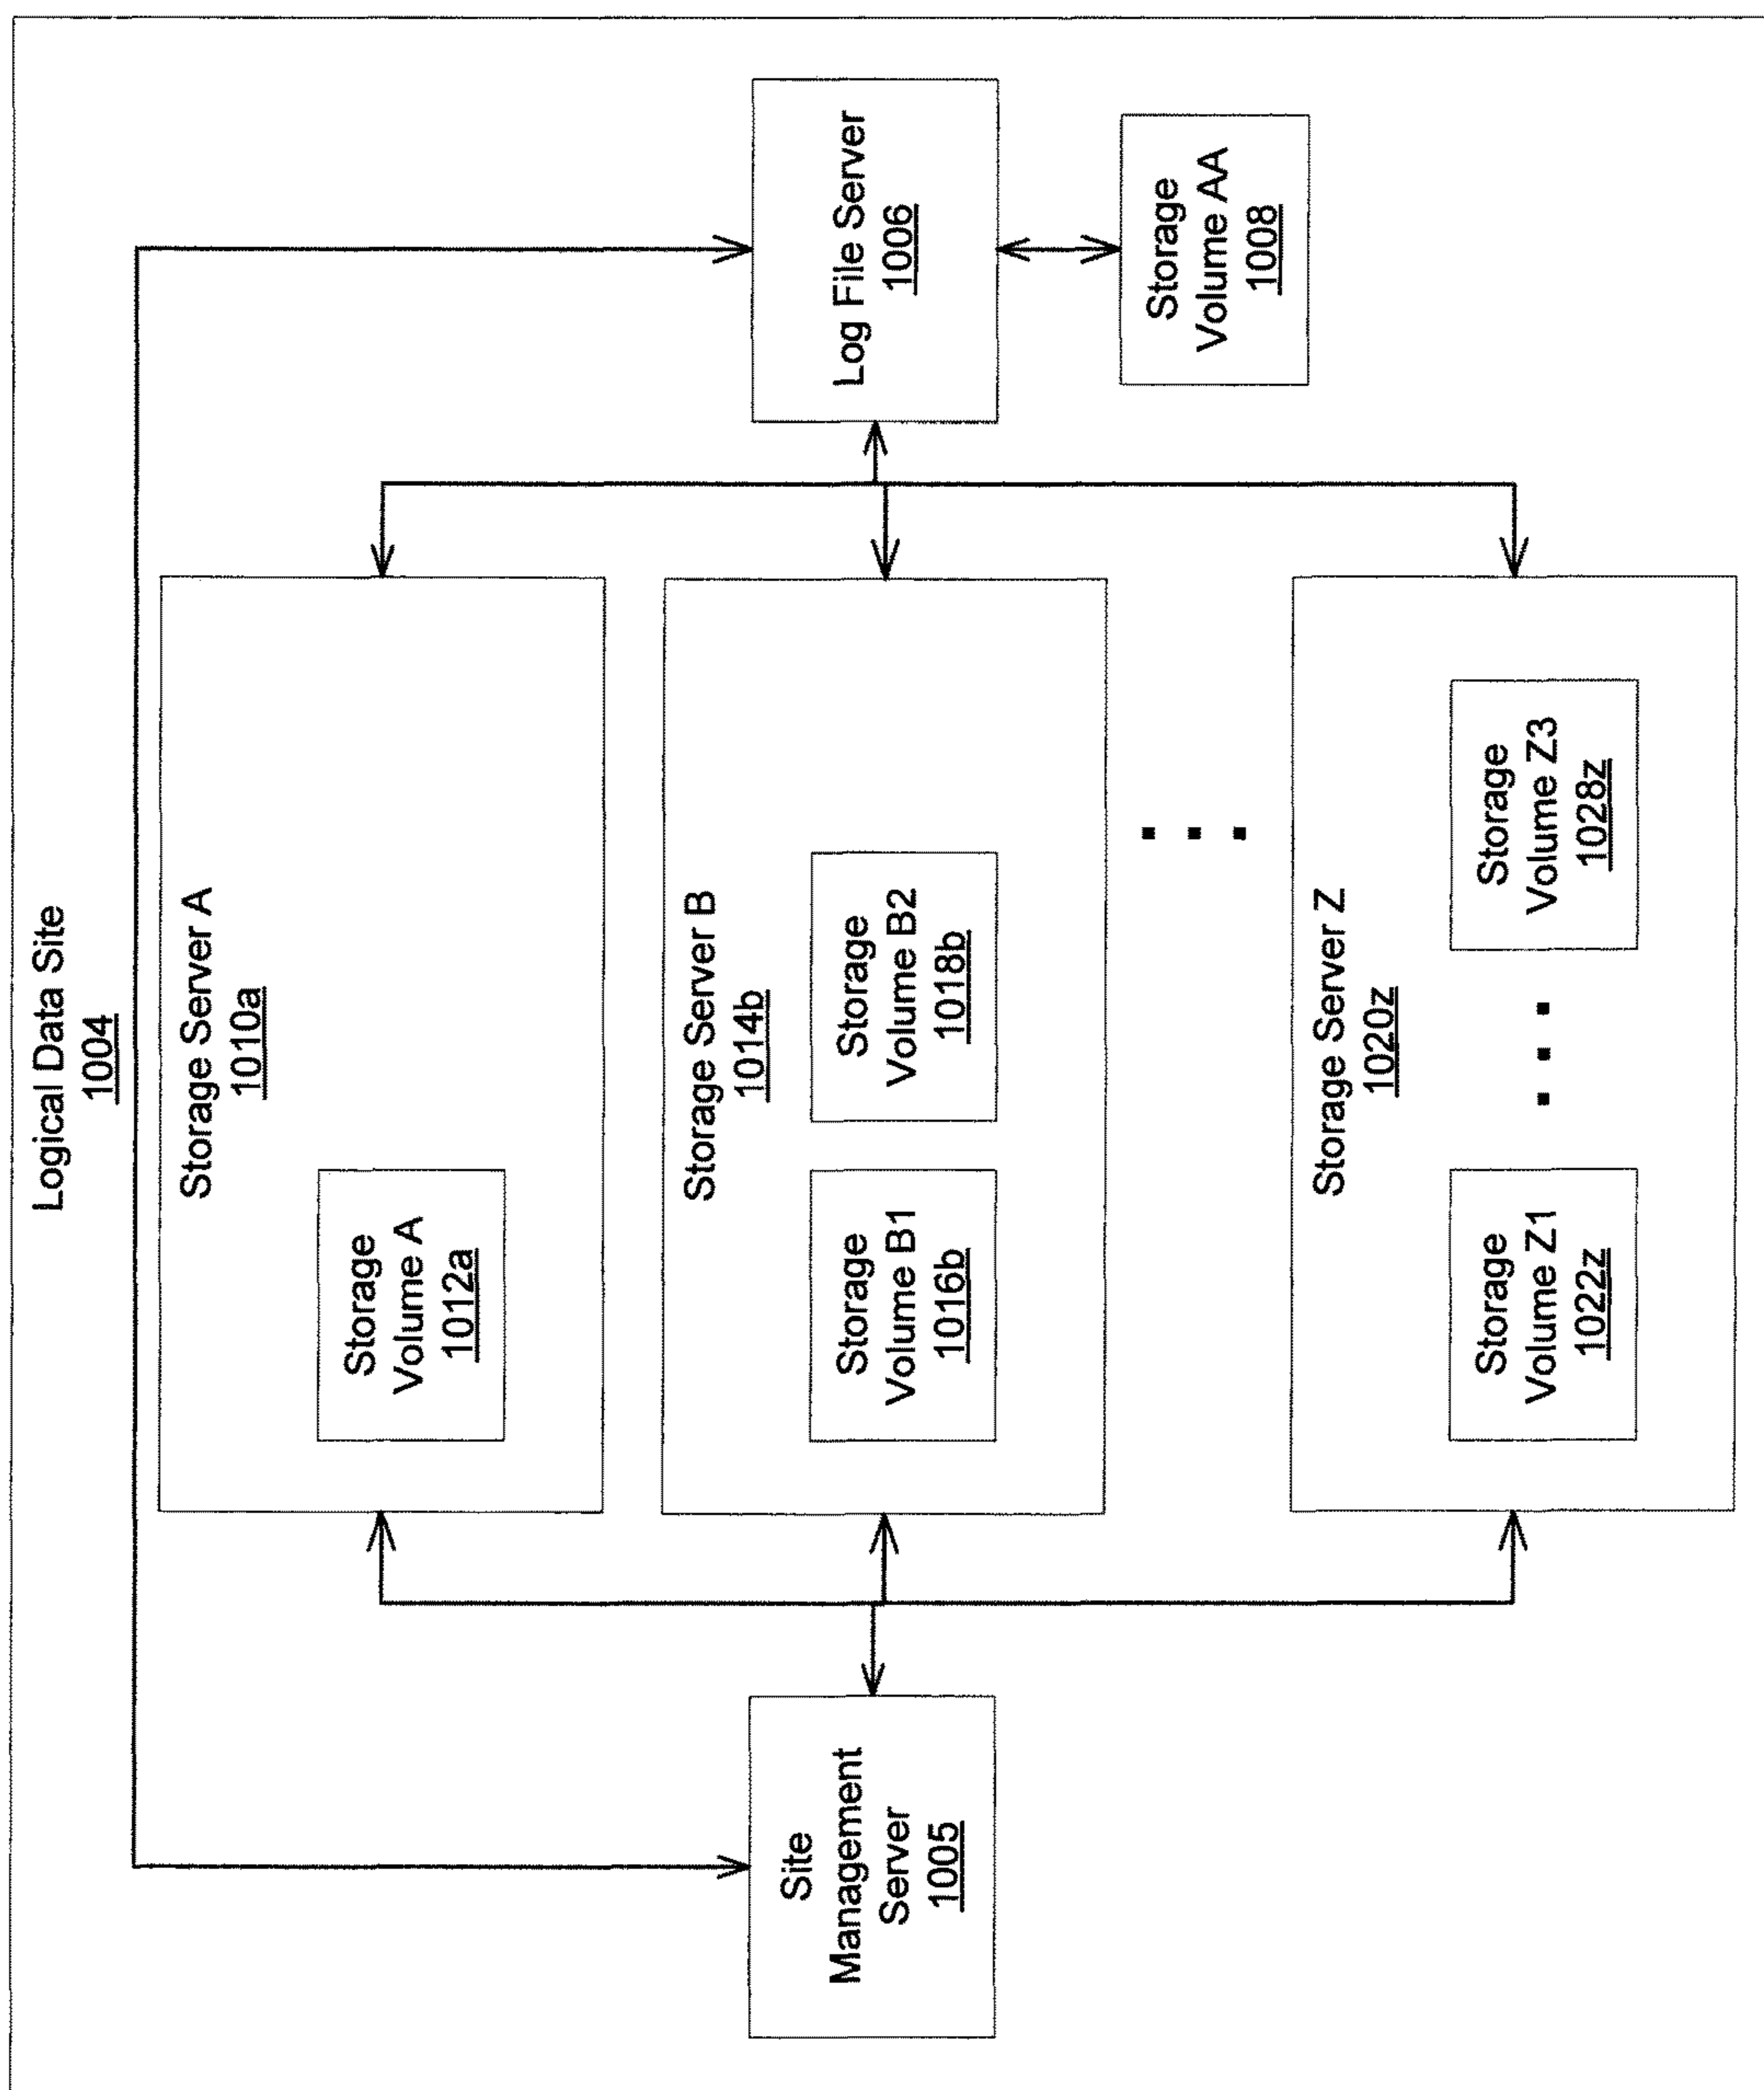 Logical Data Site
1004
Storage Server A
1010a
Storage
Volume A
1012a
Storage Server B
1014b
Storage
Volume B1
1016b
Storage
Volume B2
1018b
Storage Server Z
1020z
Storage
Volume Z1
1022z
Storage
Volume Z3
1028z
Site
Management
Server
1005
Log File Server
1006
Storage
Volume AA
1008